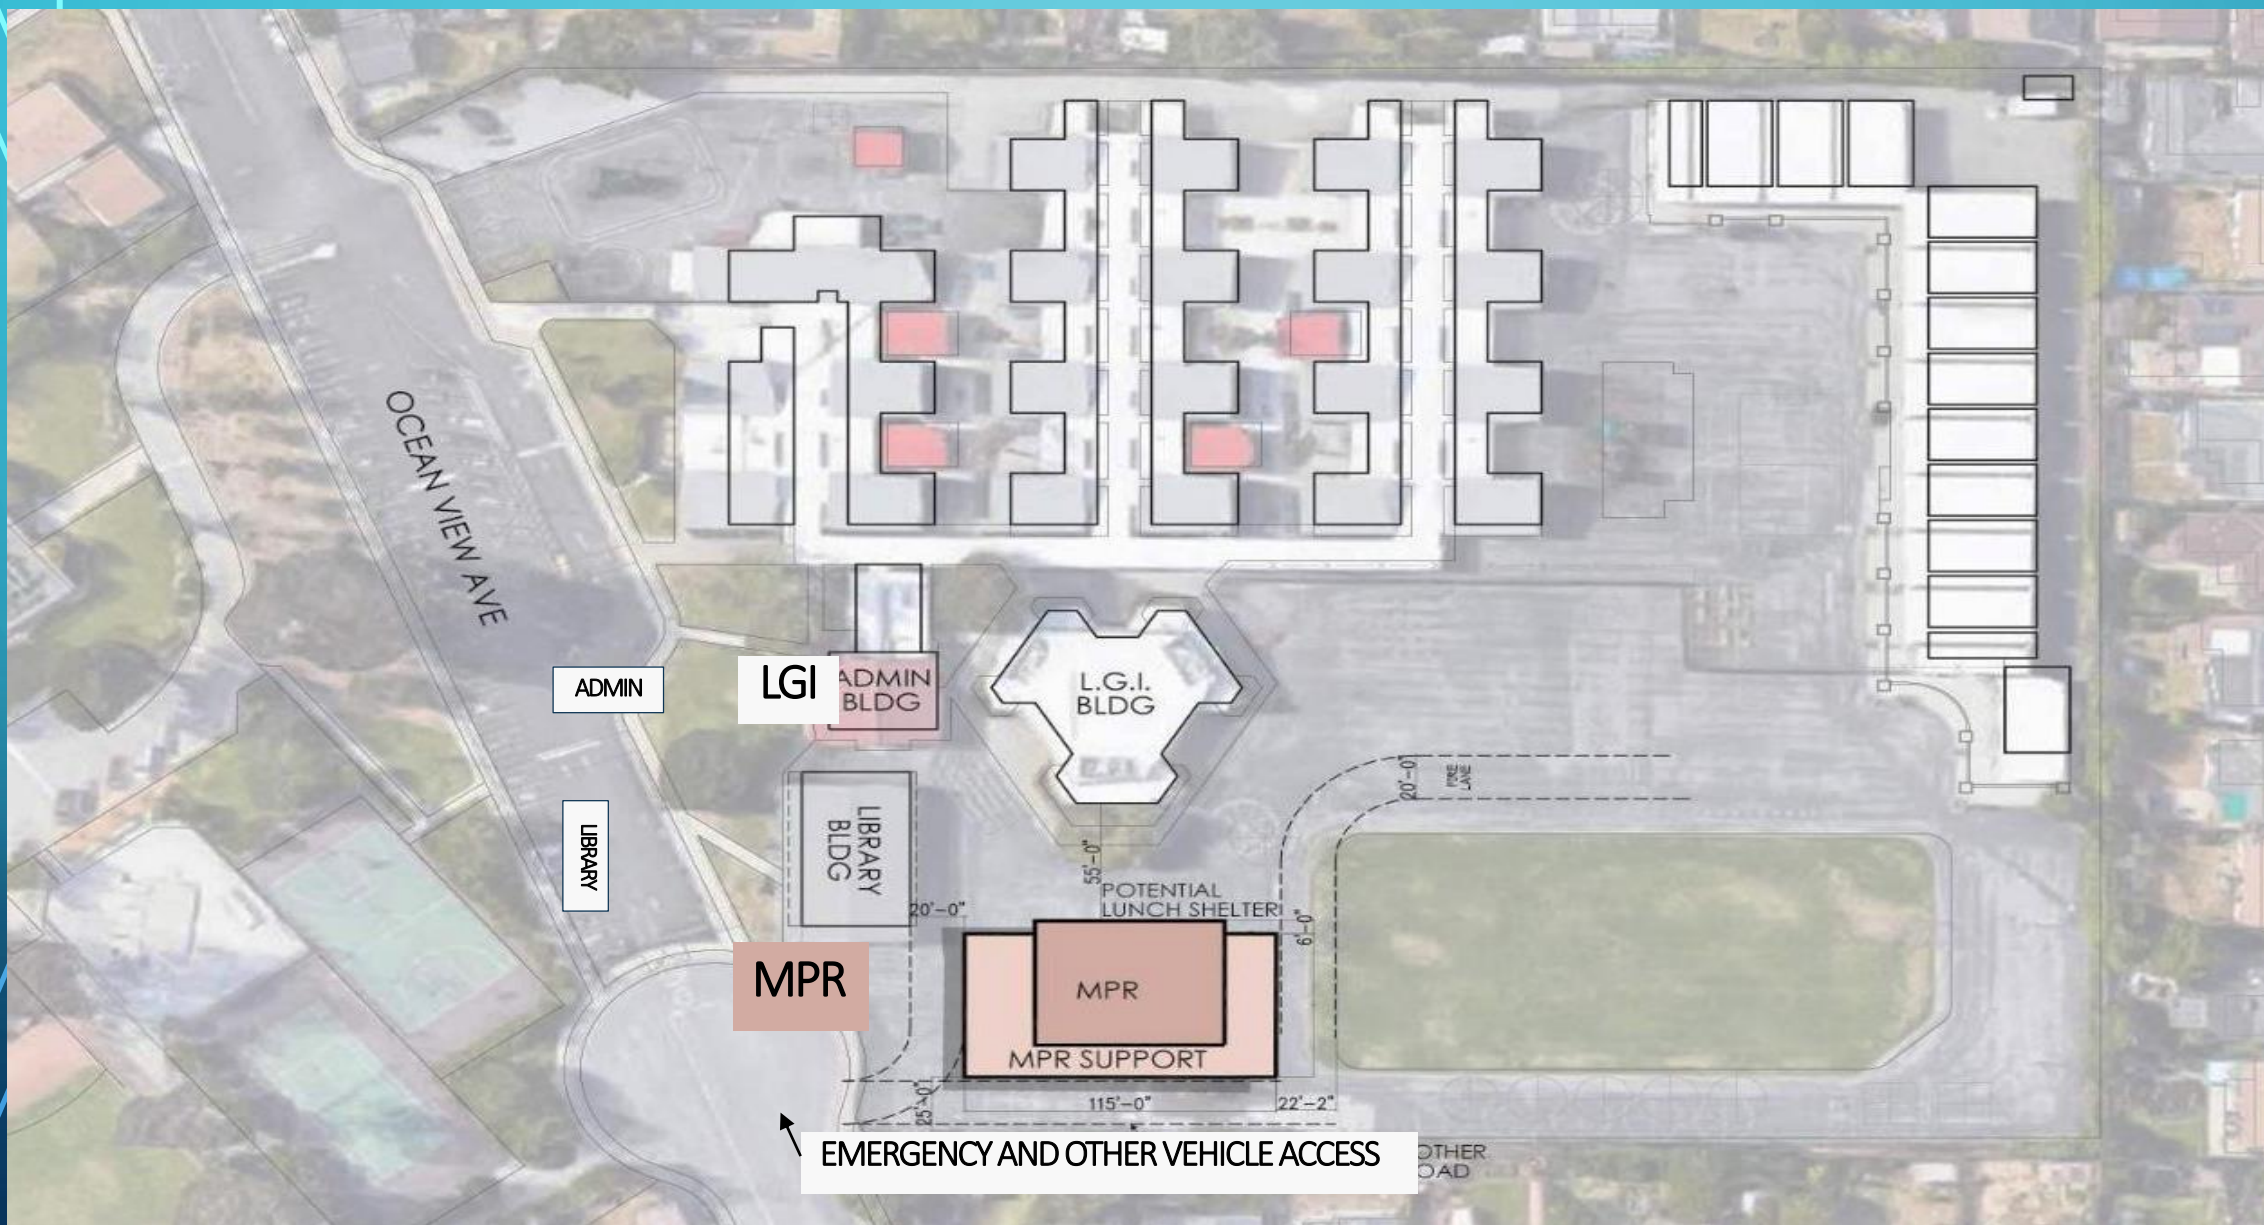 OCEAN VIEW AVE
ADMIN
LGI
ADMIN
BLDG
L.G.I.
BLDG
LIBRARY
LIBRARY
BLDG
20'-0"
FIRE
LANE
55'-0"
POTENTIAL
LUNCH SHELTER
20'-0"
6'-0"
MPR
MPR
MPR SUPPORT
25'-0"
115'-0"
22'-2"
EMERGENCY AND OTHER VEHICLE ACCESS
OTHER
OAD